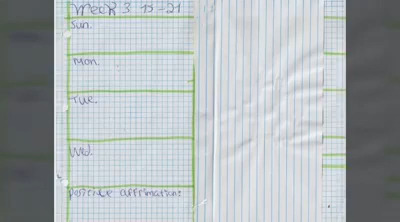 Week 3 15-21
Sun.
Mon.
Tue.
Wed.
positive affirmation: